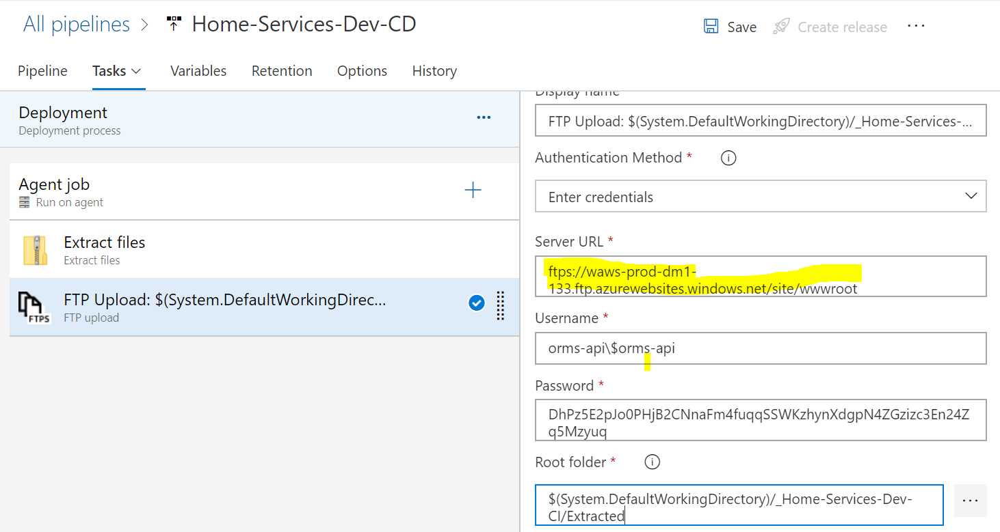 All pipelines > Home-Services-Dev-CD
Save Create release ...
Pipeline Tasks Variables Retention Options History
Deployment
Deployment process
...
Agent job
Run on agent
+
Extract files
Extract files
FTP Upload: $(System.DefaultWorkingDirec...
FTP upload
FTPS
Display name
FTP Upload: $(System.DefaultWorkingDirectory)/_Home-Services-...
Authentication Method * i
Enter credentials
Server URL *
ftps://waws-prod-dm1-
133.ftp.azurewebsites.windows.net/site/wwwroot
Username *
orms-api\$orms-api
Password *
DhPz5E2pJo0PHjB2CNnaFm4fuqqSSWKzhynXdgpN4ZGzizc3En24Z
q5Mzyuq
Root folder * i
$(System.DefaultWorkingDirectory)/_Home-Services-Dev-
CI/Extracted
...